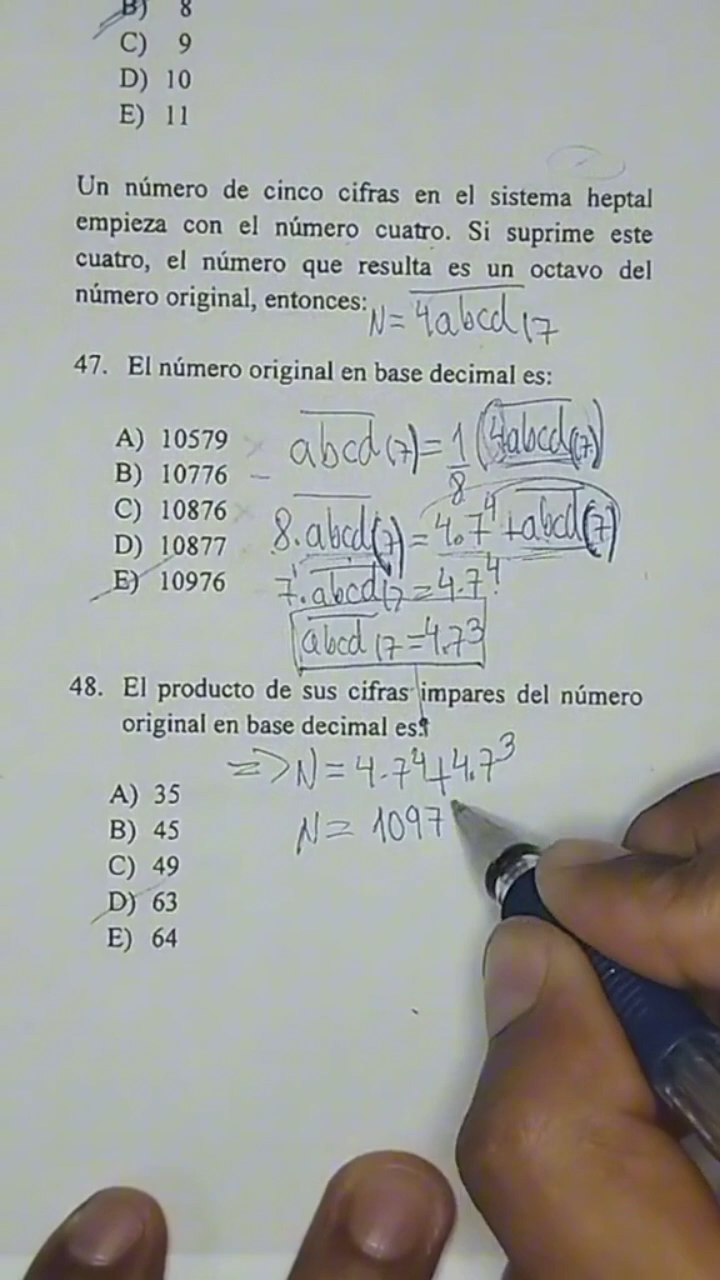 B) 8
C) 9
D) 10
E) 11
Un número de cinco cifras en el sistema heptal
empieza con el número cuatro. Si suprime este
cuatro, el número que resulta es un octavo del
número original, entonces:
N = 4abcd (7
47. El número original en base decimal es:
A) 10579
B) 10776
C) 10876
D) 10877
E) 10976
abcd (7) = 1/8 (4abcd(7))
8.abcd(7) = 4.7⁴ + abcd(7)
7.abcd(7 = 4.7⁴
abcd (7 = 4.7³
48. El producto de sus cifras impares del número
original en base decimal es:
A) 35
B) 45
C) 49
D) 63
E) 64
=> N = 4.7⁴ + 4.7³
N = 1097